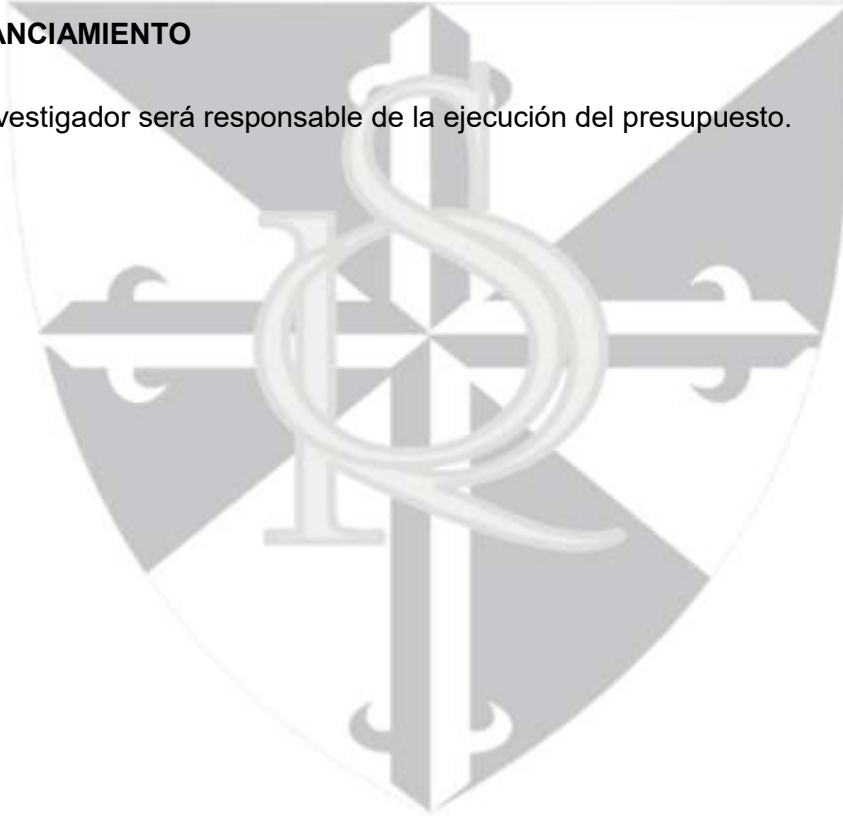 ANCIAMIENTO
vestigador será responsable de la ejecución del presupuesto.